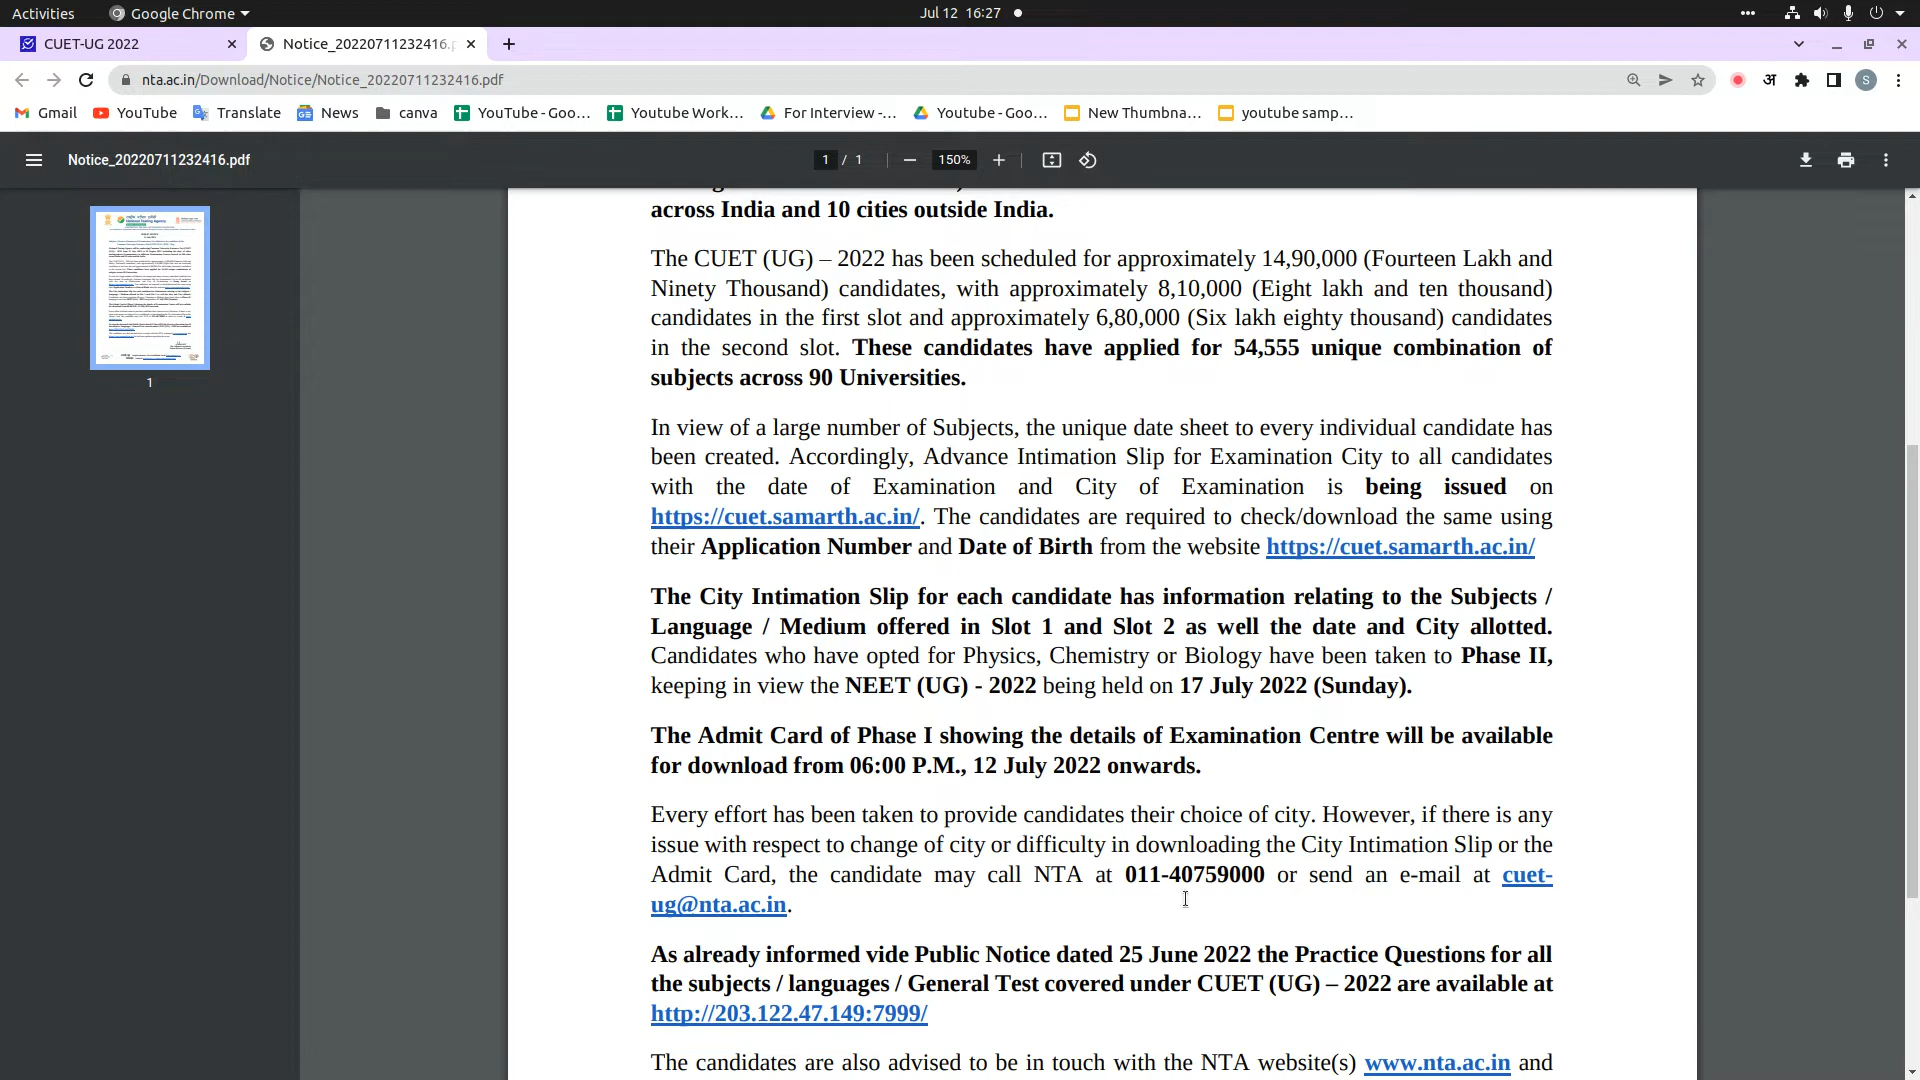 Activities
Google Chrome
Jul 12 16:27
CUET-UG 2022
Notice_20220711232416.p
nta.ac.in/Download/Notice/Notice_20220711232416.pdf
अ
S
Gmail
YouTube
Translate
News
canva
YouTube - Goo...
Youtube Work...
For Interview -...
Youtube - Goo...
New Thumbna...
youtube samp...
Notice_20220711232416.pdf
1 / 1
150%
1
across India and 10 cities outside India.
The CUET (UG) – 2022 has been scheduled for approximately 14,90,000 (Fourteen Lakh and
Ninety Thousand) candidates, with approximately 8,10,000 (Eight lakh and ten thousand)
candidates in the first slot and approximately 6,80,000 (Six lakh eighty thousand) candidates
in the second slot. These candidates have applied for 54,555 unique combination of
subjects across 90 Universities.
In view of a large number of Subjects, the unique date sheet to every individual candidate has
been created. Accordingly, Advance Intimation Slip for Examination City to all candidates
with the date of Examination and City of Examination is being issued on
https://cuet.samarth.ac.in/. The candidates are required to check/download the same using
their Application Number and Date of Birth from the website https://cuet.samarth.ac.in/
The City Intimation Slip for each candidate has information relating to the Subjects /
Language / Medium offered in Slot 1 and Slot 2 as well the date and City allotted.
Candidates who have opted for Physics, Chemistry or Biology have been taken to Phase II,
keeping in view the NEET (UG) - 2022 being held on 17 July 2022 (Sunday).
The Admit Card of Phase I showing the details of Examination Centre will be available
for download from 06:00 P.M., 12 July 2022 onwards.
Every effort has been taken to provide candidates their choice of city. However, if there is any
issue with respect to change of city or difficulty in downloading the City Intimation Slip or the
Admit Card, the candidate may call NTA at 011-40759000 or send an e-mail at cuet-
ug@nta.ac.in.
As already informed vide Public Notice dated 25 June 2022 the Practice Questions for all
the subjects / languages / General Test covered under CUET (UG) – 2022 are available at
http://203.122.47.149:7999/
The candidates are also advised to be in touch with the NTA website(s) www.nta.ac.in and